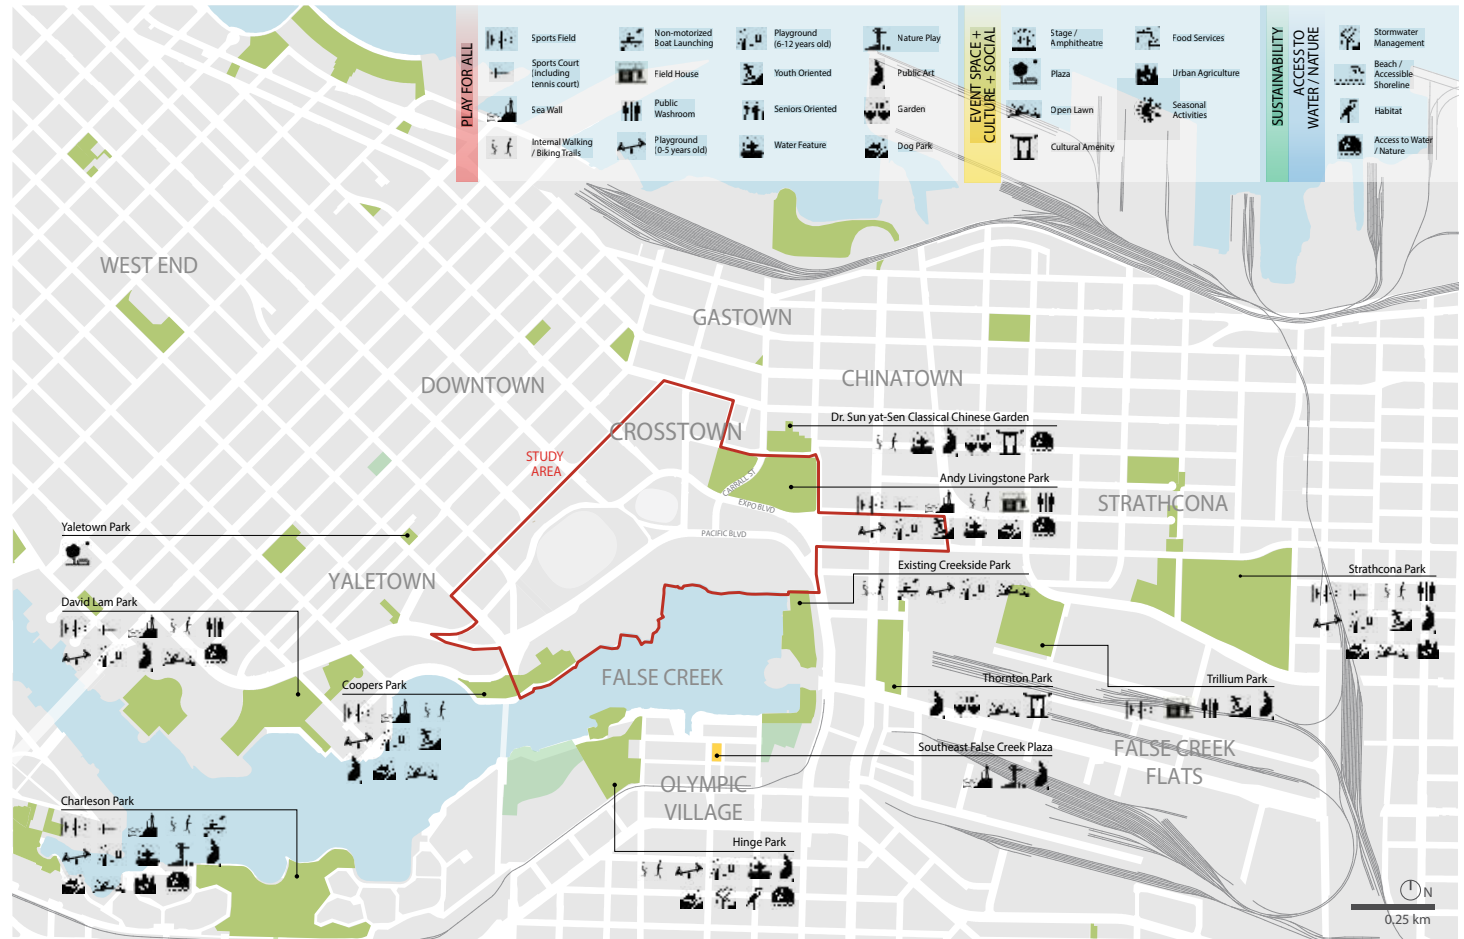 PLAY FOR ALL
Sports Field
Sports Court
(including
tennis court)
Sea Wall
Internal Walking
/ Biking Trails
Non-motorized
Boat Launching
Field House
Public
Washroom
Playground
(0-5 years old)
Playground
(6-12 years old)
Youth Oriented
Seniors Oriented
Water Feature
Nature Play
Public Art
Garden
Dog Park
EVENT SPACE +
CULTURE + SOCIAL
Stage /
Amphitheatre
Plaza
Open Lawn
Cultural Amenity
Food Services
Urban Agriculture
Seasonal
Activities
SUSTAINABILITY
ACCESS TO
WATER / NATURE
Stormwater
Management
Beach /
Accessible
Shoreline
Habitat
Access to Water
/ Nature
WEST END
GASTOWN
DOWNTOWN
CHINATOWN
CROSSTOWN
Dr. Sun yat-Sen Classical Chinese Garden
STUDY
AREA
CARRALL ST
Andy Livingstone Park
EXPO BLVD
STRATHCONA
PACIFIC BLVD
Yaletown Park
YALETOWN
Existing Creekside Park
Strathcona Park
David Lam Park
FALSE CREEK
Coopers Park
Thornton Park
Trillium Park
Southeast False Creek Plaza
FALSE CREEK
FLATS
OLYMPIC
VILLAGE
Charleson Park
Hinge Park
N
0.25 km